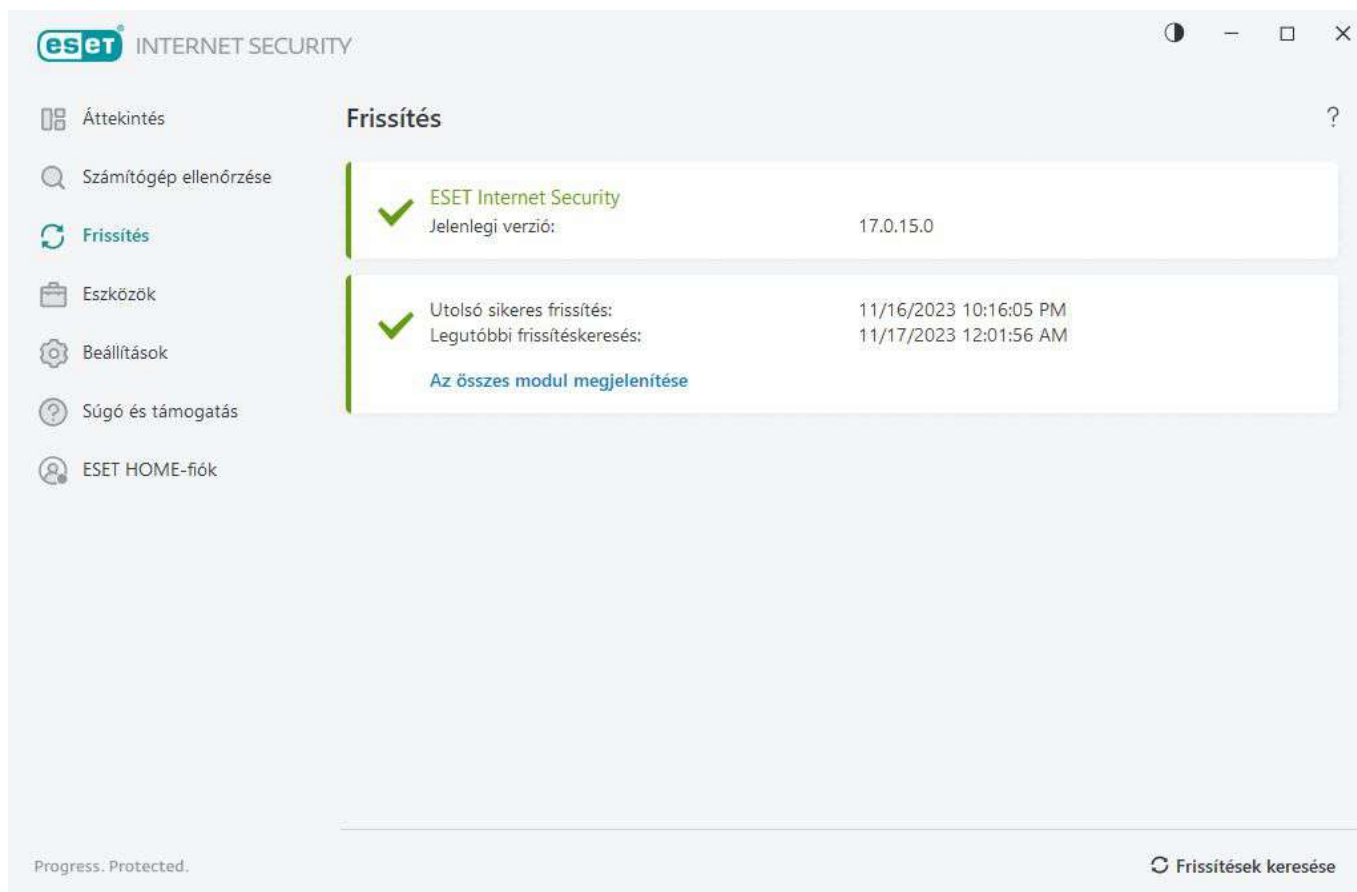 eset® INTERNET SECURITY
Áttekintés
Számítógép ellenőrzése
Frissítés
Eszközök
Beállítások
Súgó és támogatás
ESET HOME-fiók
Frissítés
?
ESET Internet Security
Jelenlegi verzió: 17.0.15.0
Utolsó sikeres frissítés: 11/16/2023 10:16:05 PM
Legutóbbi frissítéskeresés: 11/17/2023 12:01:56 AM
Az összes modul megjelenítése
Progress. Protected.
Frissítések keresése